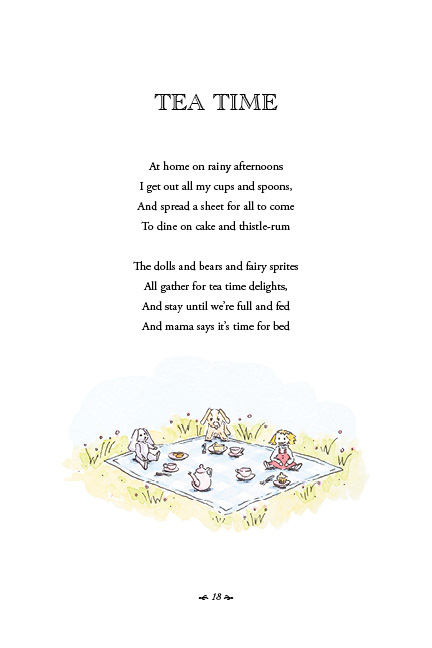 TEA TIME
At home on rainy afternoons
I get out all my cups and spoons,
And spread a sheet for all to come
To dine on cake and thistle-rum
The dolls and bears and fairy sprites
All gather for tea time delights,
And stay until we're full and fed
And mama says it's time for bed
18